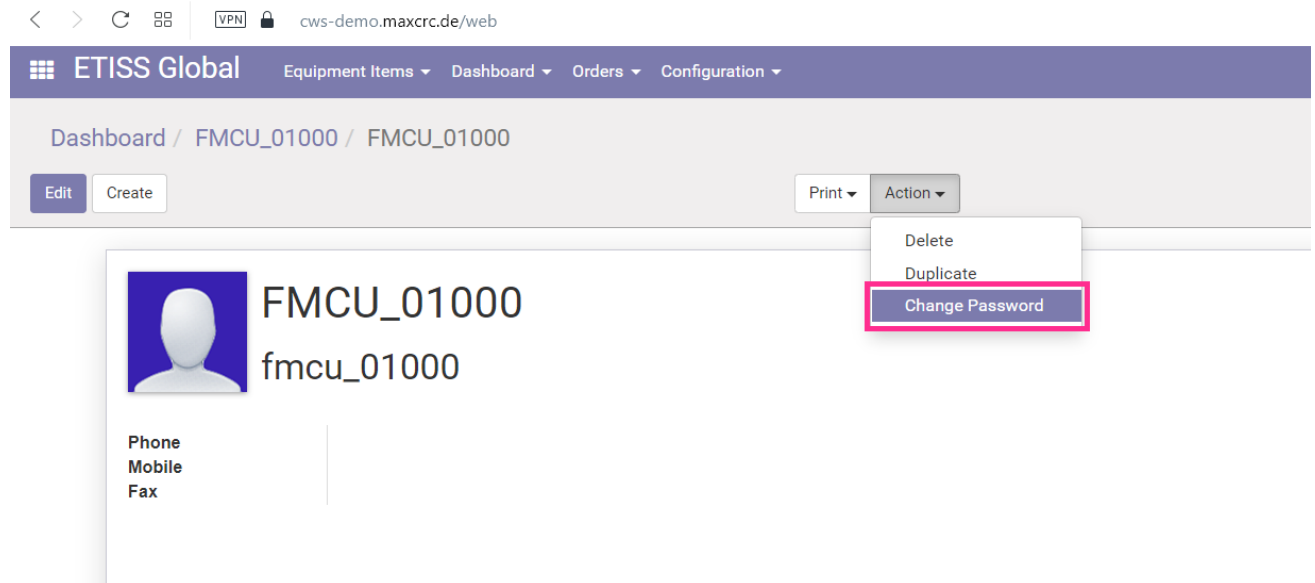 VPN cws-demo.maxcrc.de/web
ETISS Global Equipment Items Dashboard Orders Configuration
Dashboard / FMCU_01000 / FMCU_01000
Edit Create Print Action
Delete
Duplicate
Change Password
FMCU_01000
fmcu_01000
Phone
Mobile
Fax